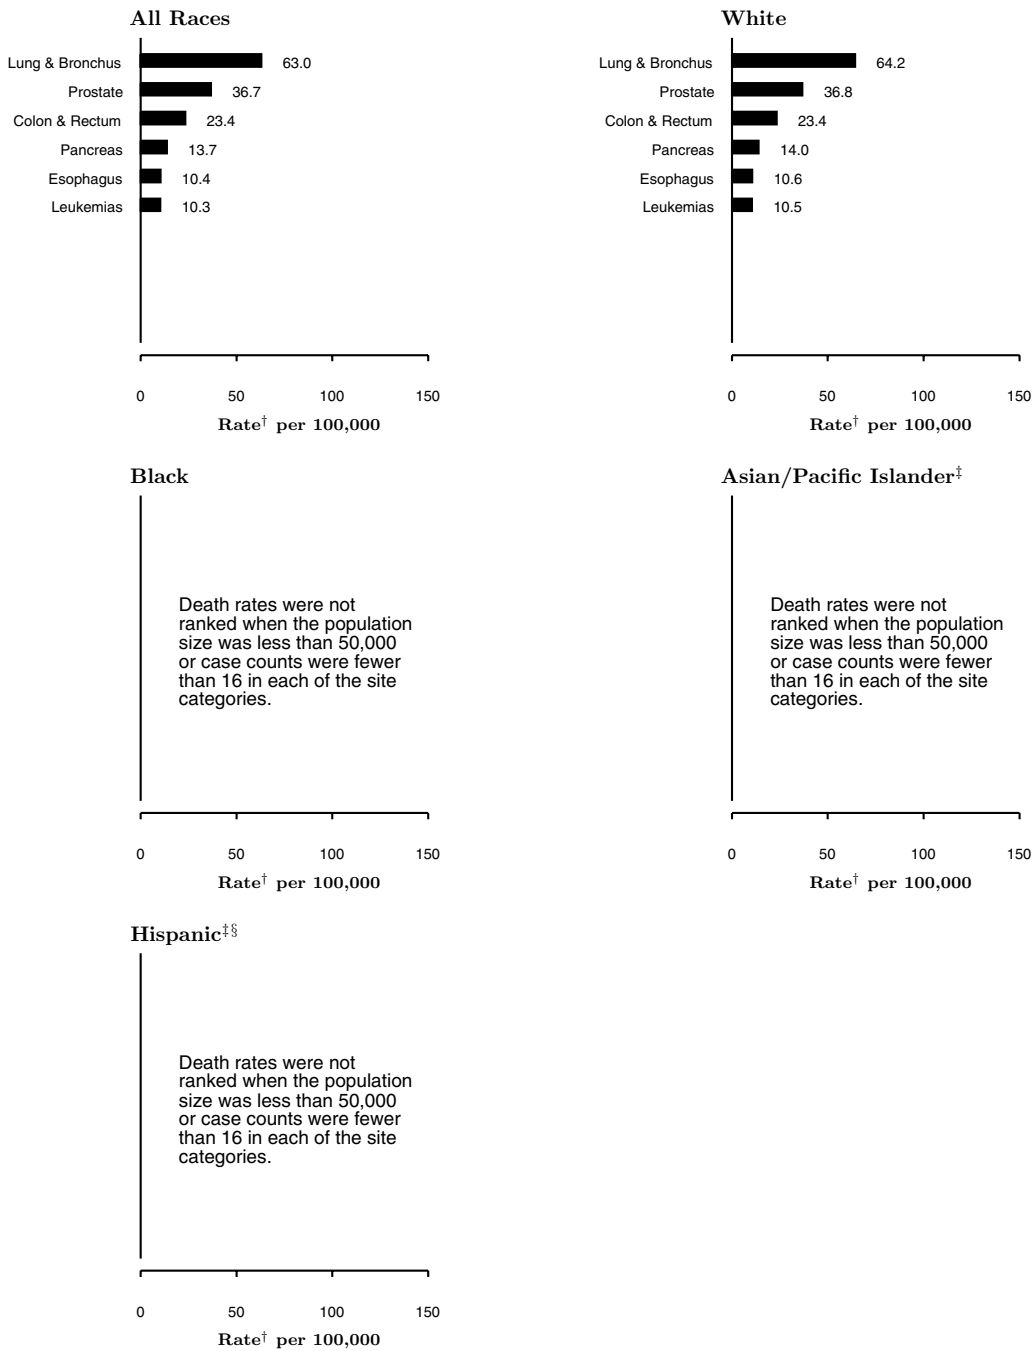 All Races
Lung & Bronchus 63.0
Prostate 36.7
Colon & Rectum 23.4
Pancreas 13.7
Esophagus 10.4
Leukemias 10.3
0 50 100 150
Rate† per 100,000
White
Lung & Bronchus 64.2
Prostate 36.8
Colon & Rectum 23.4
Pancreas 14.0
Esophagus 10.6
Leukemias 10.5
0 50 100 150
Rate† per 100,000
Black
Death rates were not
ranked when the population
size was less than 50,000
or case counts were fewer
than 16 in each of the site
categories.
0 50 100 150
Rate† per 100,000
Asian/Pacific Islander‡
Death rates were not
ranked when the population
size was less than 50,000
or case counts were fewer
than 16 in each of the site
categories.
0 50 100 150
Rate† per 100,000
Hispanic‡§
Death rates were not
ranked when the population
size was less than 50,000
or case counts were fewer
than 16 in each of the site
categories.
0 50 100 150
Rate† per 100,000